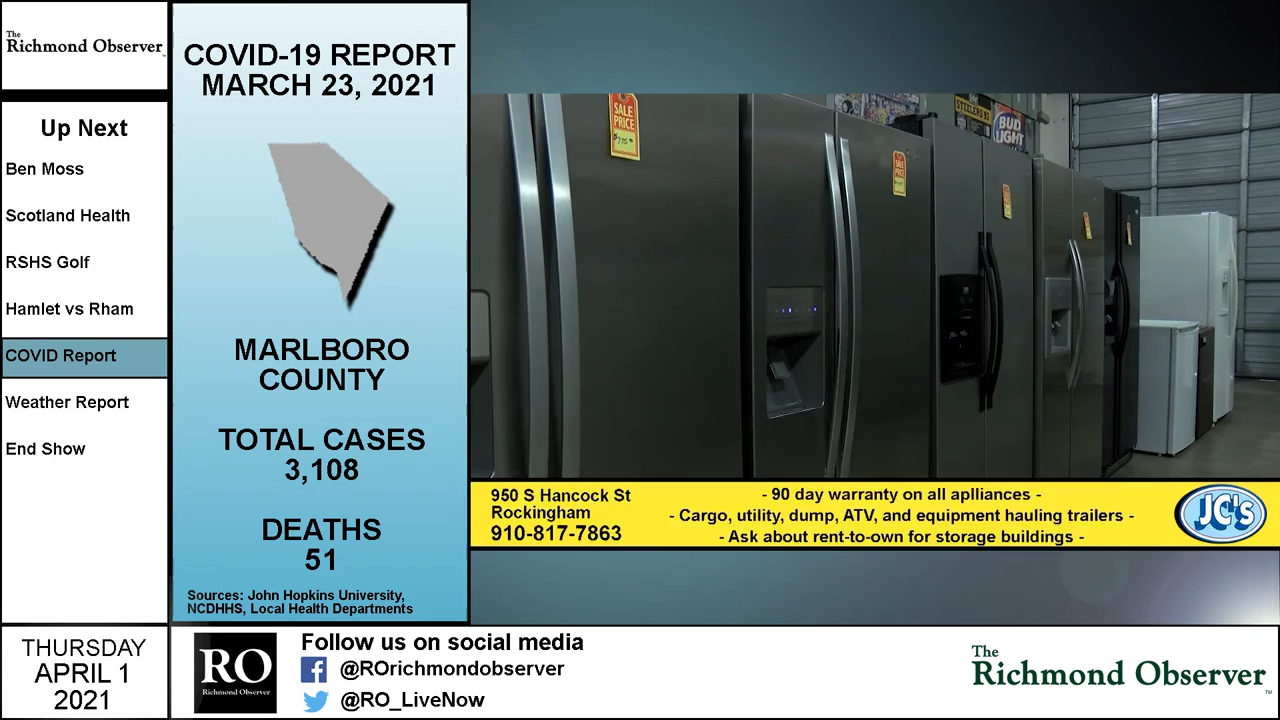 The
Richmond Observer
Up Next
Ben Moss
Scotland Health
RSHS Golf
Hamlet vs Rham
COVID Report
Weather Report
End Show
THURSDAY
APRIL 1
2021
COVID-19 REPORT
MARCH 23, 2021
MARLBORO
COUNTY
TOTAL CASES
3,108
DEATHS
51
Sources: John Hopkins University,
NCDHHS, Local Health Departments
SALE
PRICE
SALE
PRICE
STEELERS
BUD
LIGHT
950 S Hancock St
Rockingham
910-817-7863
- 90 day warranty on all aplliances -
- Cargo, utility, dump, ATV, and equipment hauling trailers -
- Ask about rent-to-own for storage buildings -
JC's
RO
Richmond Observer
Follow us on social media
@ROrichmondobserver
@RO_LiveNow
The
Richmond Observer
TM